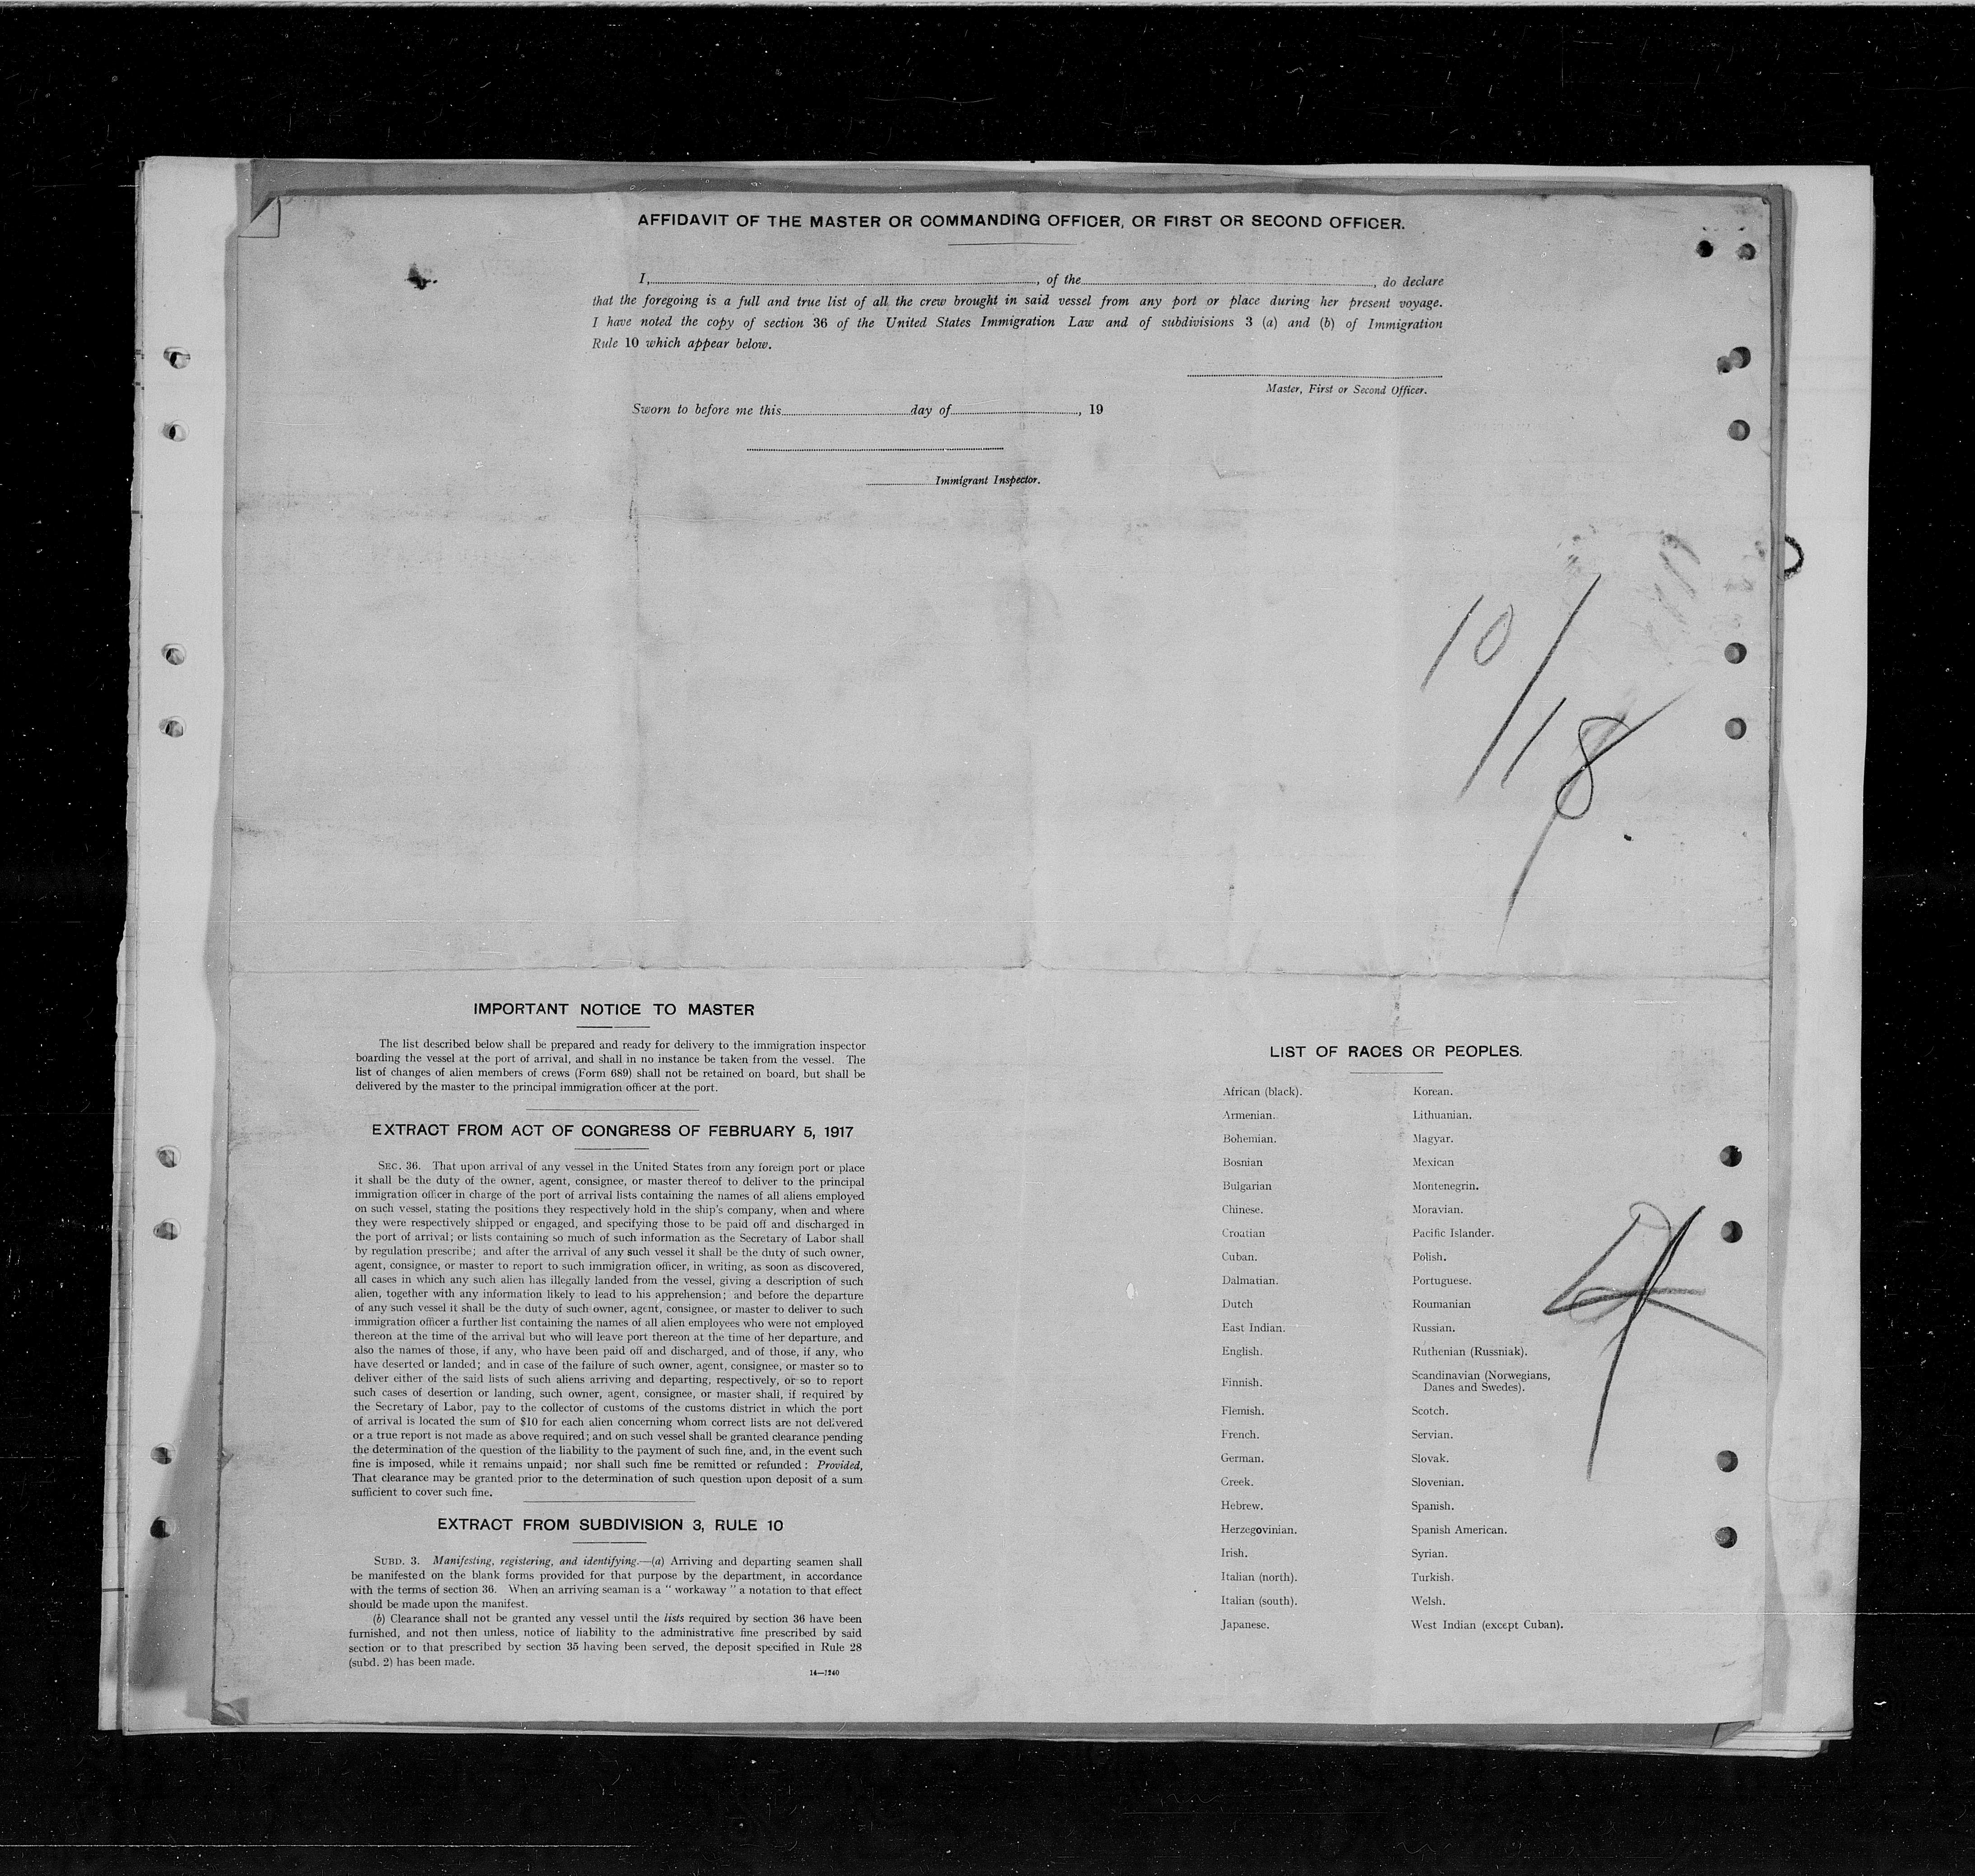 AFFIDAVIT OF THE MASTER OR COMMANDING OFFICER, OR FIRST OR SECOND OFFICER.
I, , of the , do declare
that the foregoing is a full and true list of all the crew brought in said vessel from any port or place during her present voyage.
I have noted the copy of section 36 of the United States Immigration Law and of subdivisions 3 (a) and (b) of Immigration
Rule 10 which appear below.
Master, First or Second Officer.
Sworn to before me this day of , 19
Immigrant Inspector.
10/18
IMPORTANT NOTICE TO MASTER
The list described below shall be prepared and ready for delivery to the immigration inspector
boarding the vessel at the port of arrival, and shall in no instance be taken from the vessel. The
list of changes of alien members of crews (Form 689) shall not be retained on board, but shall be
delivered by the master to the principal immigration officer at the port.
EXTRACT FROM ACT OF CONGRESS OF FEBRUARY 5, 1917
SEC. 36. That upon arrival of any vessel in the United States from any foreign port or place
it shall be the duty of the owner, agent, consignee, or master thereof to deliver to the principal
immigration officer in charge of the port of arrival lists containing the names of all aliens employed
on such vessel, stating the positions they respectively hold in the ship's company, when and where
they were respectively shipped or engaged, and specifying those to be paid off and discharged in
the port of arrival; or lists containing so much of such information as the Secretary of Labor shall
by regulation prescribe; and after the arrival of any such vessel it shall be the duty of such owner,
agent, consignee, or master to report to such immigration officer, in writing, as soon as discovered,
all cases in which any such alien has illegally landed from the vessel, giving a description of such
alien, together with any information likely to lead to his apprehension; and before the departure
of any such vessel it shall be the duty of such owner, agent, consignee, or master to deliver to such
immigration officer a further list containing the names of all alien employees who were not employed
thereon at the time of the arrival but who will leave port thereon at the time of her departure, and
also the names of those, if any, who have been paid off and discharged, and of those, if any, who
have deserted or landed; and in case of the failure of such owner, agent, consignee, or master so to
deliver either of the said lists of such aliens arriving and departing, respectively, or so to report
such cases of desertion or landing, such owner, agent, consignee, or master shall, if required by
the Secretary of Labor, pay to the collector of customs of the customs district in which the port
of arrival is located the sum of $10 for each alien concerning whom correct lists are not delivered
or a true report is not made as above required; and on such vessel shall be granted clearance pending
the determination of the question of the liability to the payment of such fine, and, in the event such
fine is imposed, while it remains unpaid; nor shall such fine be remitted or refunded: Provided,
That clearance may be granted prior to the determination of such question upon deposit of a sum
sufficient to cover such fine.
EXTRACT FROM SUBDIVISION 3, RULE 10
SUBD. 3. Manifesting, registering, and identifying.—(a) Arriving and departing seamen shall
be manifested on the blank forms provided for that purpose by the department, in accordance
with the terms of section 36. When an arriving seaman is a " workaway " a notation to that effect
should be made upon the manifest.
(b) Clearance shall not be granted any vessel until the lists required by section 36 have been
furnished, and not then unless, notice of liability to the administrative fine prescribed by said
section or to that prescribed by section 35 having been served, the deposit specified in Rule 28
(subd. 2) has been made.
14—1240
LIST OF RACES OR PEOPLES.
African (black).
Armenian.
Bohemian.
Bosnian
Bulgarian
Chinese.
Croatian
Cuban.
Dalmatian.
Dutch
East Indian.
English.
Finnish.
Flemish.
French.
German.
Greek.
Hebrew.
Herzegovinian.
Irish.
Italian (north).
Italian (south).
Japanese.
Korean.
Lithuanian.
Magyar.
Mexican
Montenegrin.
Moravian.
Pacific Islander.
Polish.
Portuguese.
Roumanian
Russian.
Ruthenian (Russniak).
Scandinavian (Norwegians,
Danes and Swedes).
Scotch.
Servian.
Slovak.
Slovenian.
Spanish.
Spanish American.
Syrian.
Turkish.
Welsh.
West Indian (except Cuban).